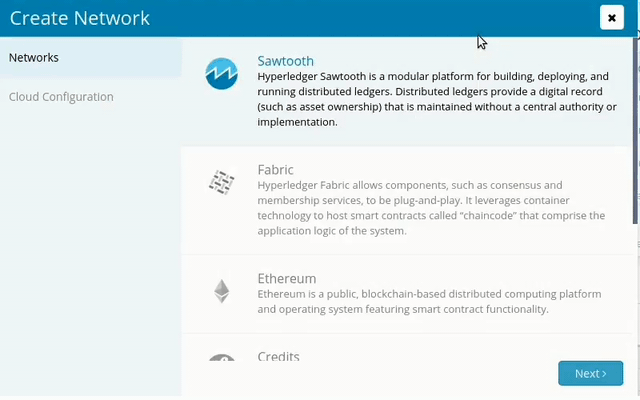 Create Network
Networks
Cloud Configuration
Sawtooth
Hyperledger Sawtooth is a modular platform for building, deploying, and
running distributed ledgers. Distributed ledgers provide a digital record
(such as asset ownership) that is maintained without a central authority or
implementation.
Fabric
Hyperledger Fabric allows components, such as consensus and
membership services, to be plug-and-play. It leverages container
technology to host smart contracts called “chaincode” that comprise the
application logic of the system.
Ethereum
Ethereum is a public, blockchain-based distributed computing platform
and operating system featuring smart contract functionality.
Credits
Next ›